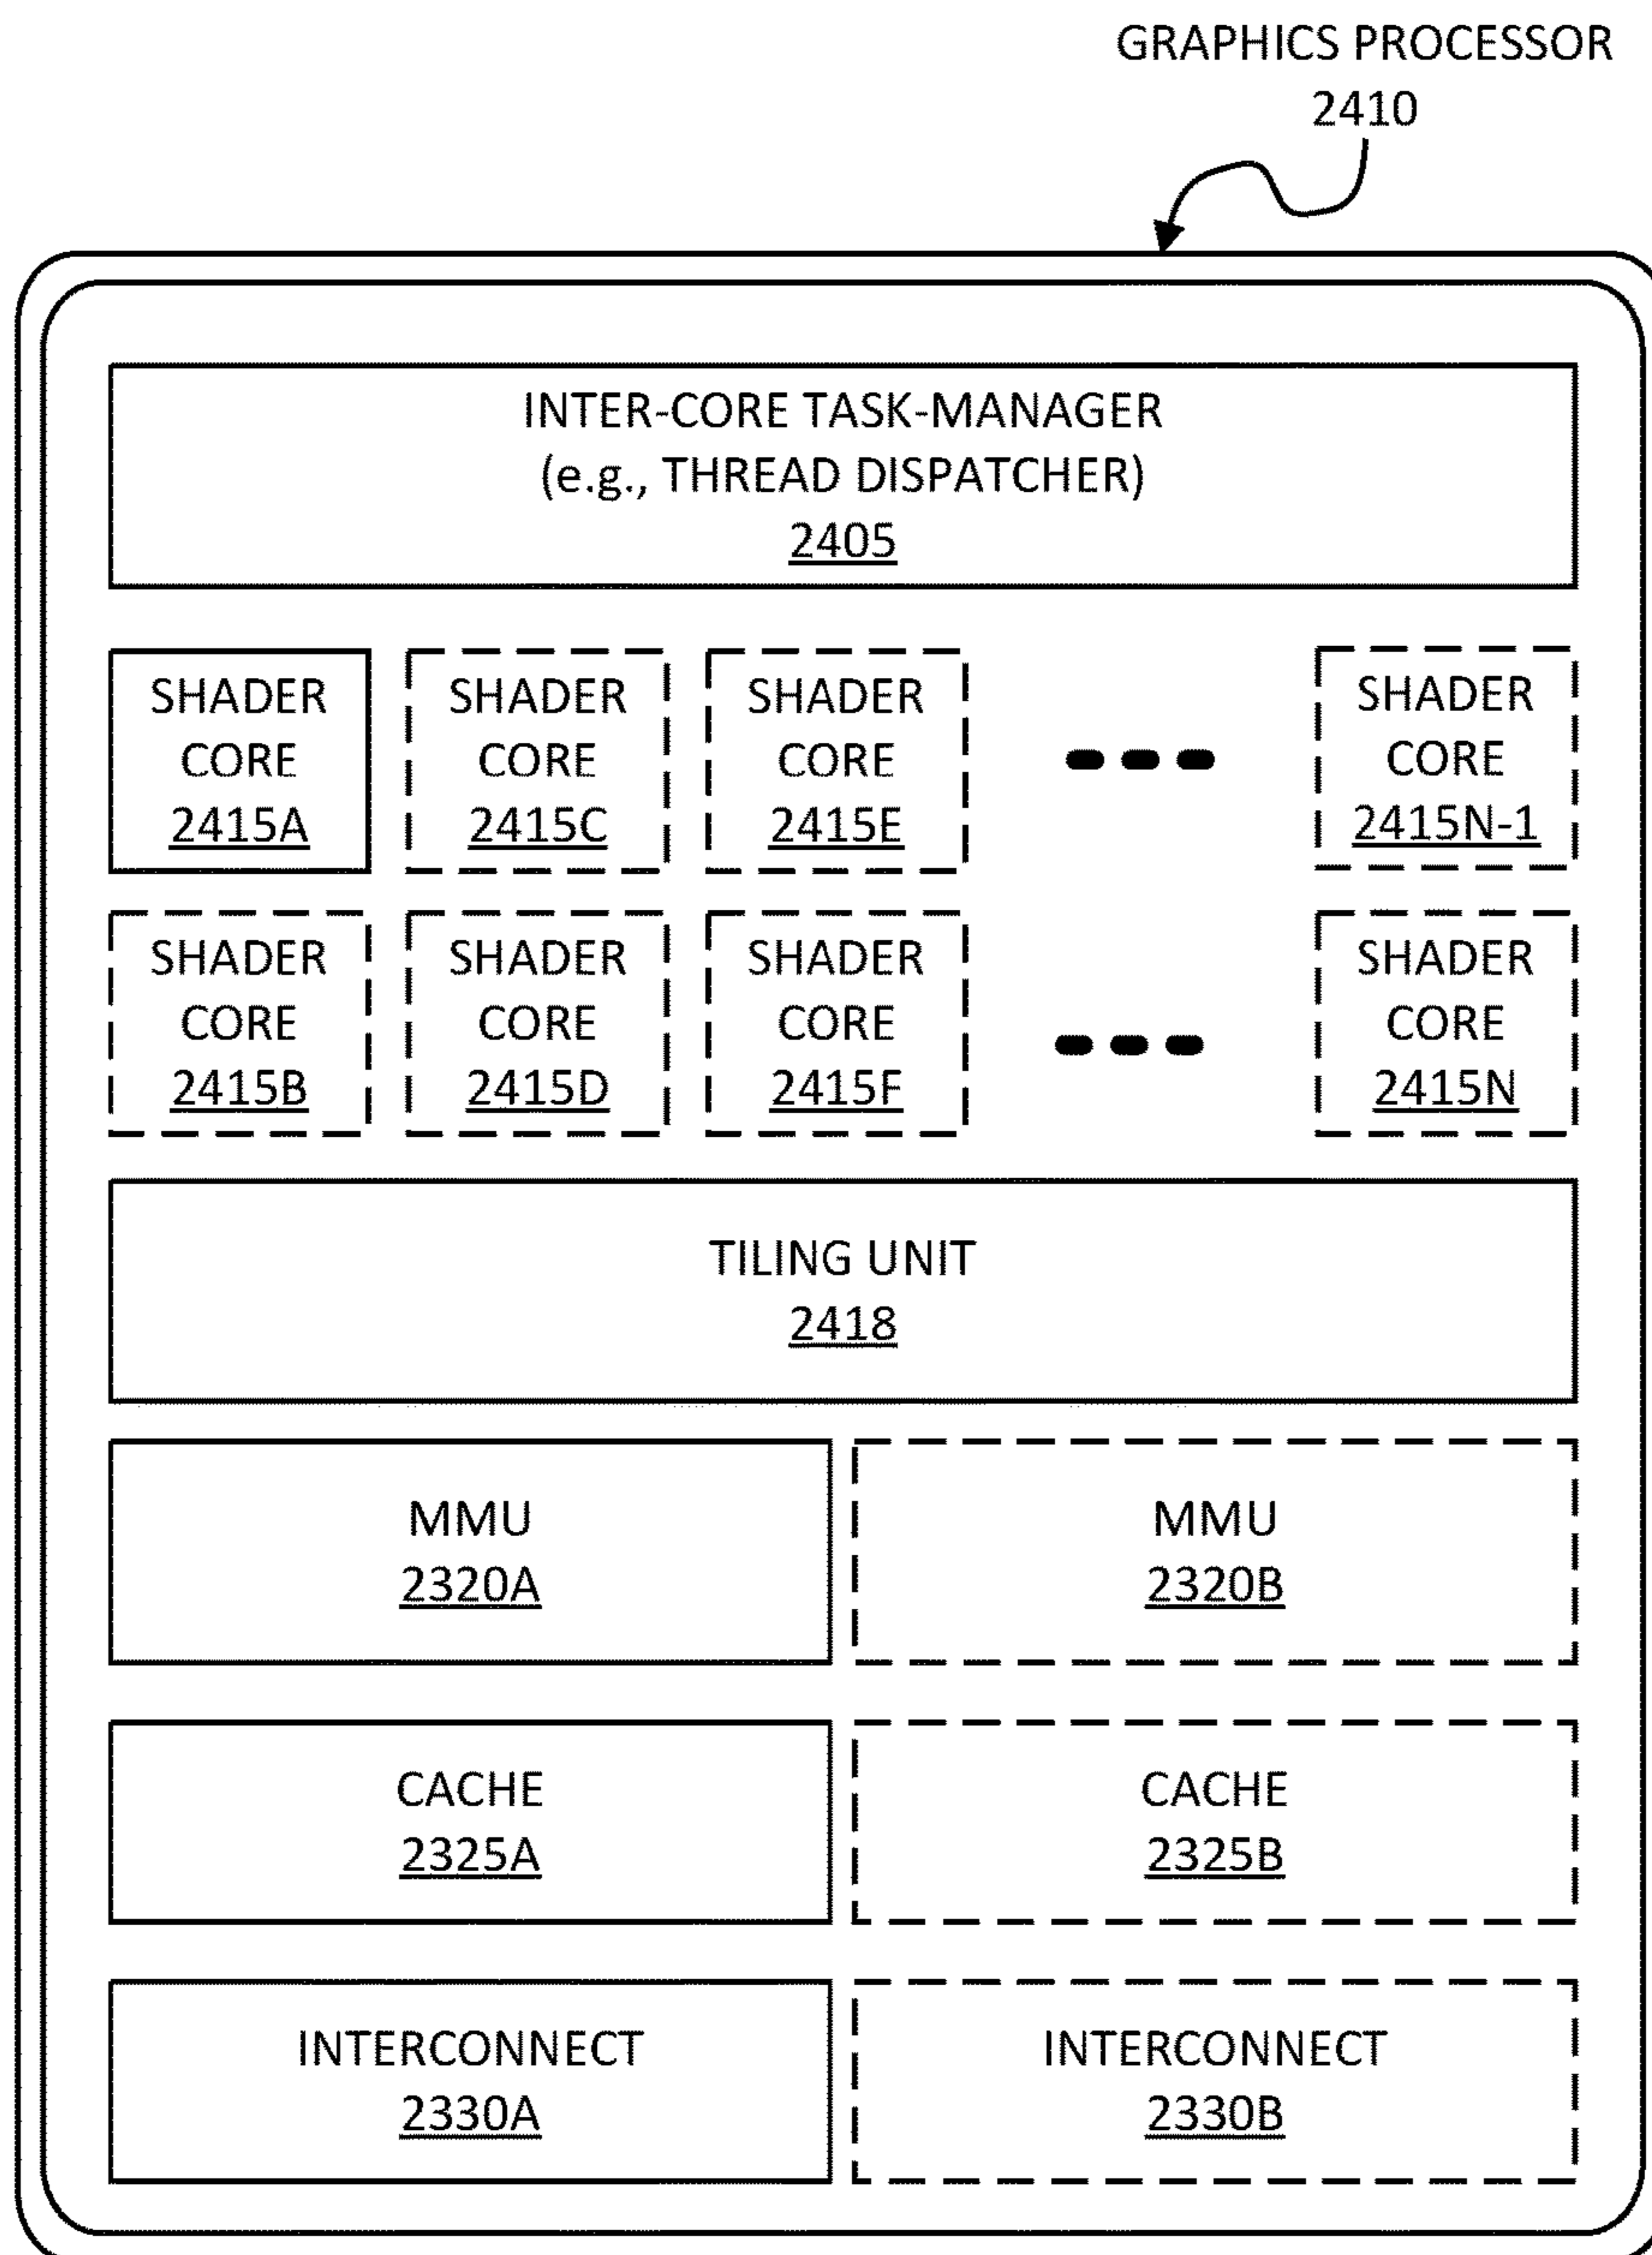 GRAPHICS PROCESSOR
2410
INTER-CORE TASK-MANAGER
(e.g., THREAD DISPATCHER)
2405
SHADER
CORE
2415A
SHADER
CORE
2415C
SHADER
CORE
2415E
SHADER
CORE
2415N-1
SHADER
CORE
2415B
SHADER
CORE
2415D
SHADER
CORE
2415F
SHADER
CORE
2415N
TILING UNIT
2418
MMU
2320A
MMU
2320B
CACHE
2325A
CACHE
2325B
INTERCONNECT
2330A
INTERCONNECT
2330B